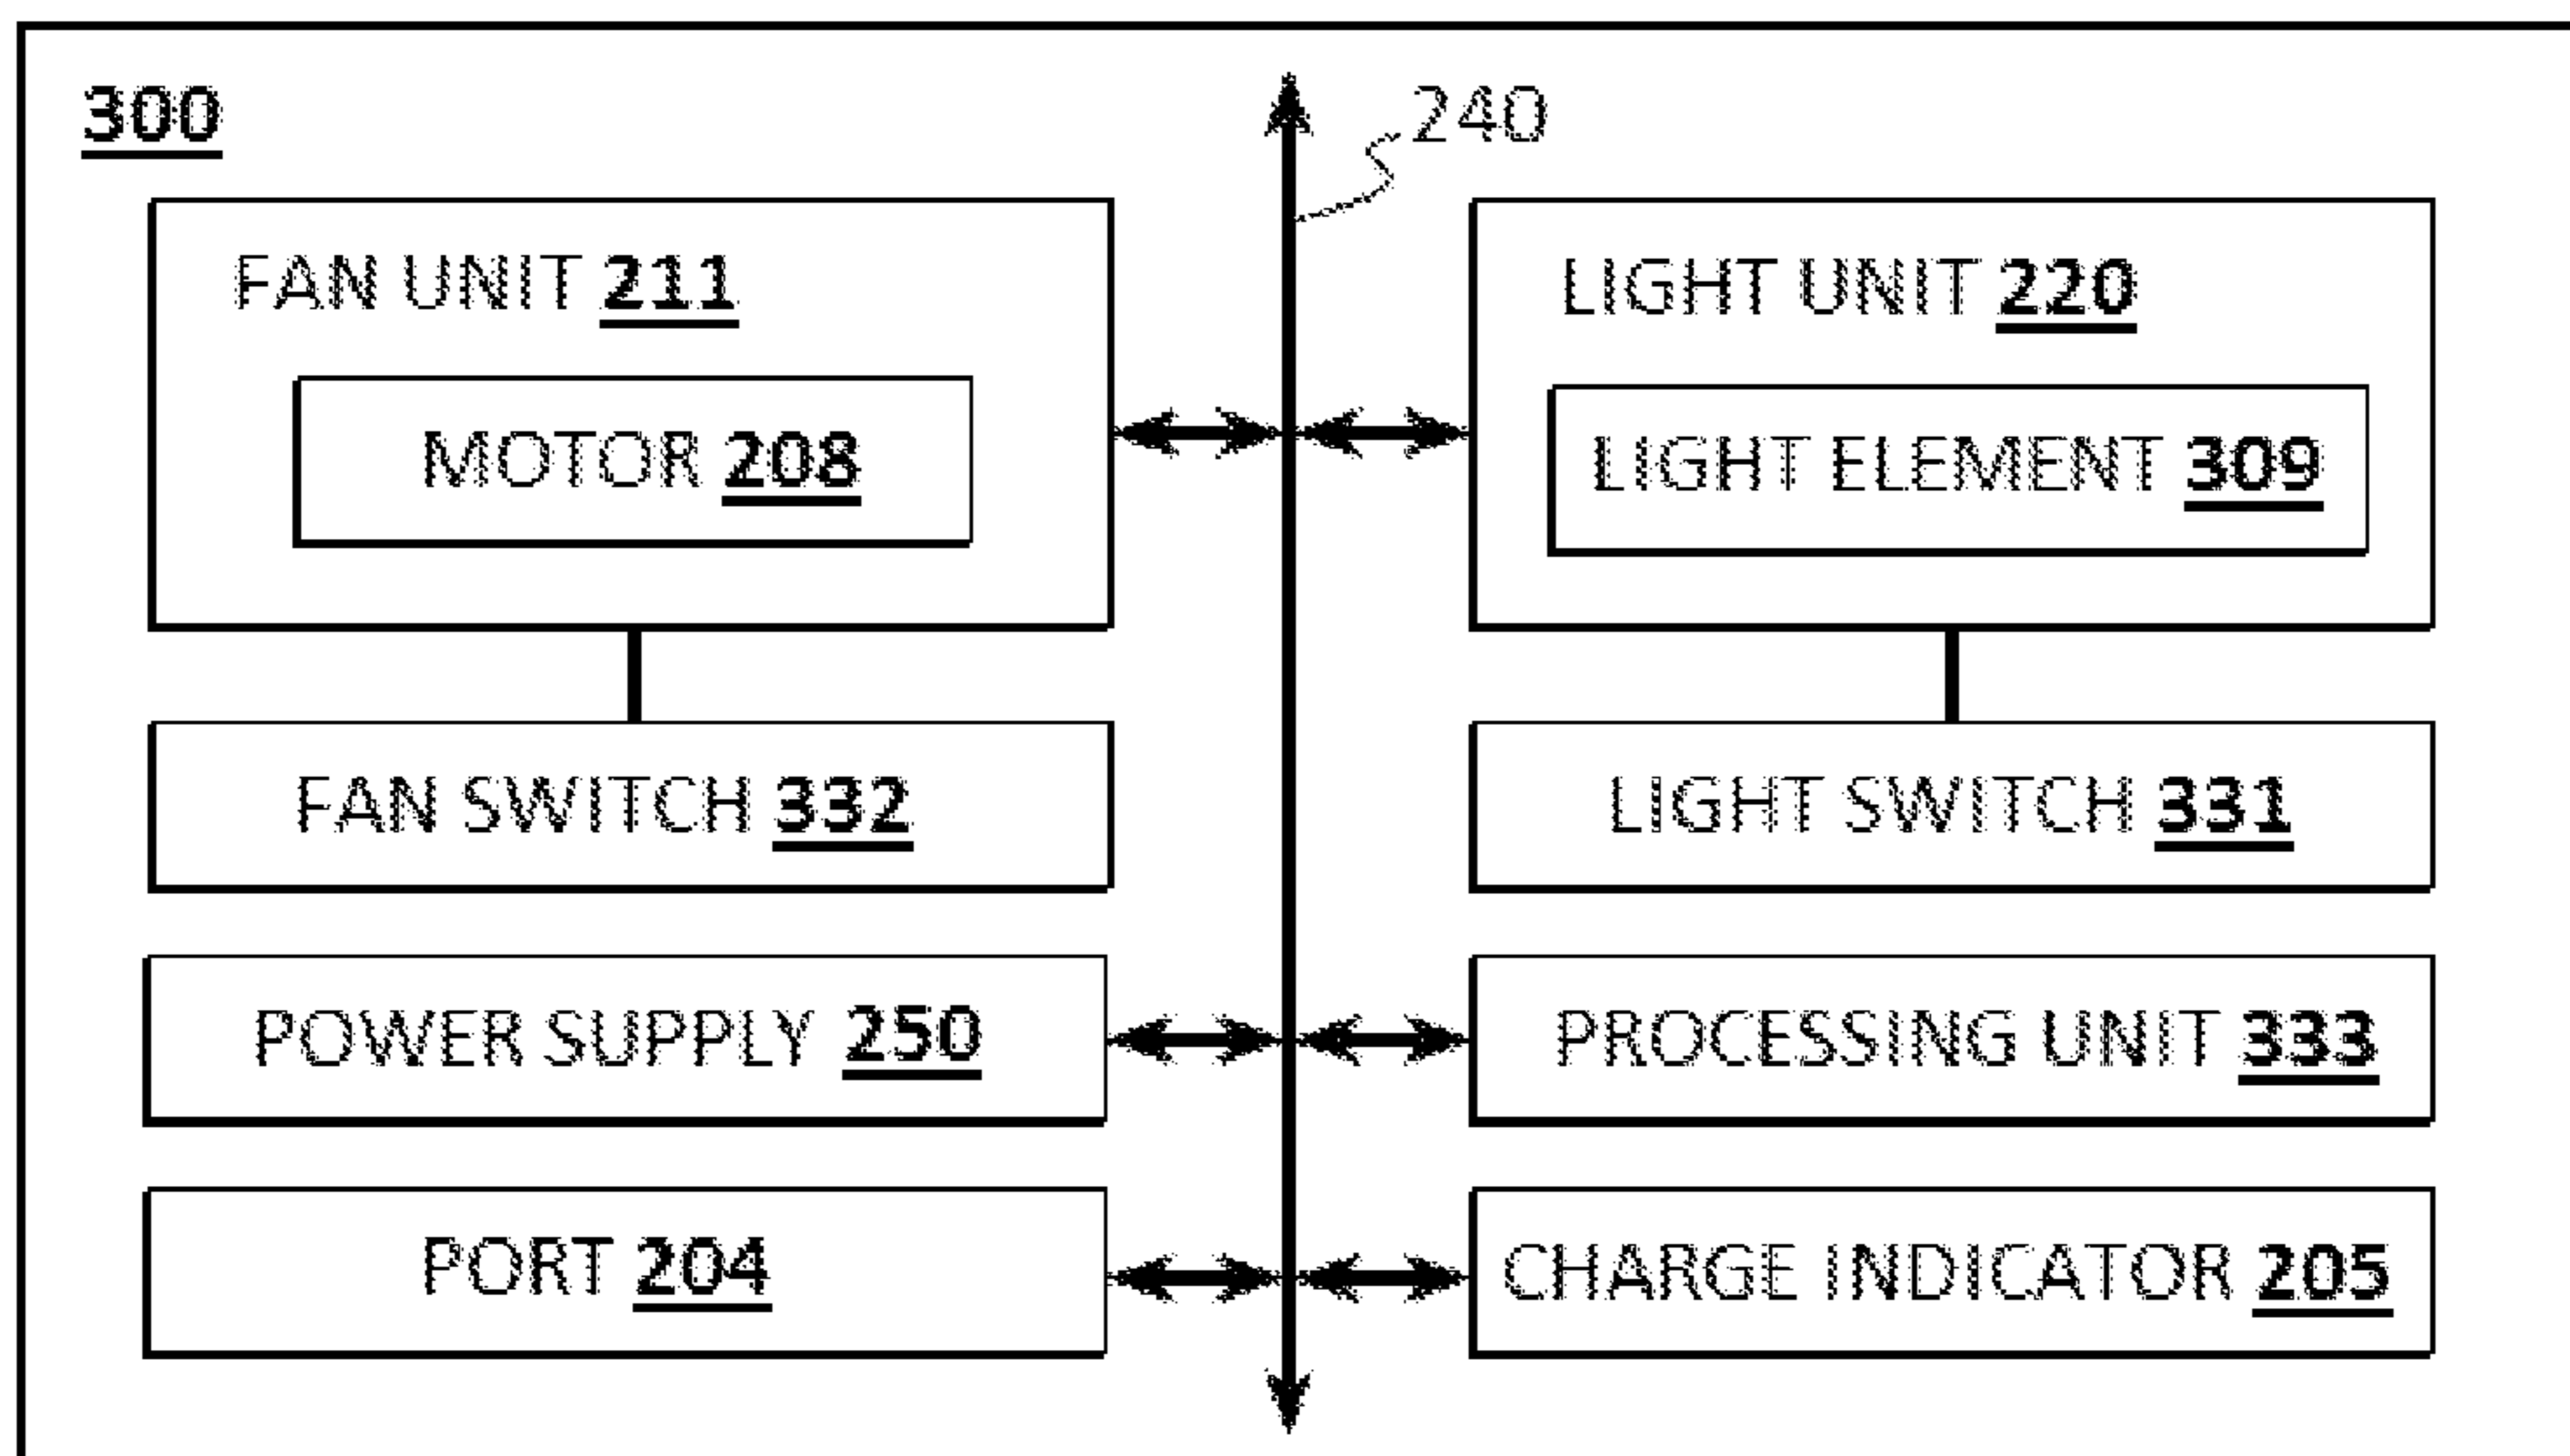 300
240
FAN UNIT 211
MOTOR 208
LIGHT UNIT 220
LIGHT ELEMENT 309
FAN SWITCH 332
LIGHT SWITCH 331
POWER SUPPLY 250
PROCESSING UNIT 333
PORT 204
CHARGE INDICATOR 205